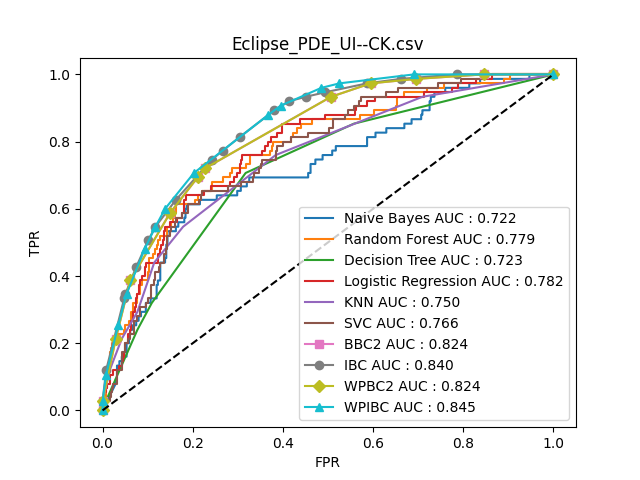 Eclipse_PDE_UI--CK.csv
TPR
1.0
0.8
0.6
0.4
0.2
0.0
0.0 0.2 0.4 0.6 0.8 1.0
FPR
Naive Bayes AUC : 0.722
Random Forest AUC : 0.779
Decision Tree AUC : 0.723
Logistic Regression AUC : 0.782
KNN AUC : 0.750
SVC AUC : 0.766
BBC2 AUC : 0.824
IBC AUC : 0.840
WPBC2 AUC : 0.824
WPIBC AUC : 0.845